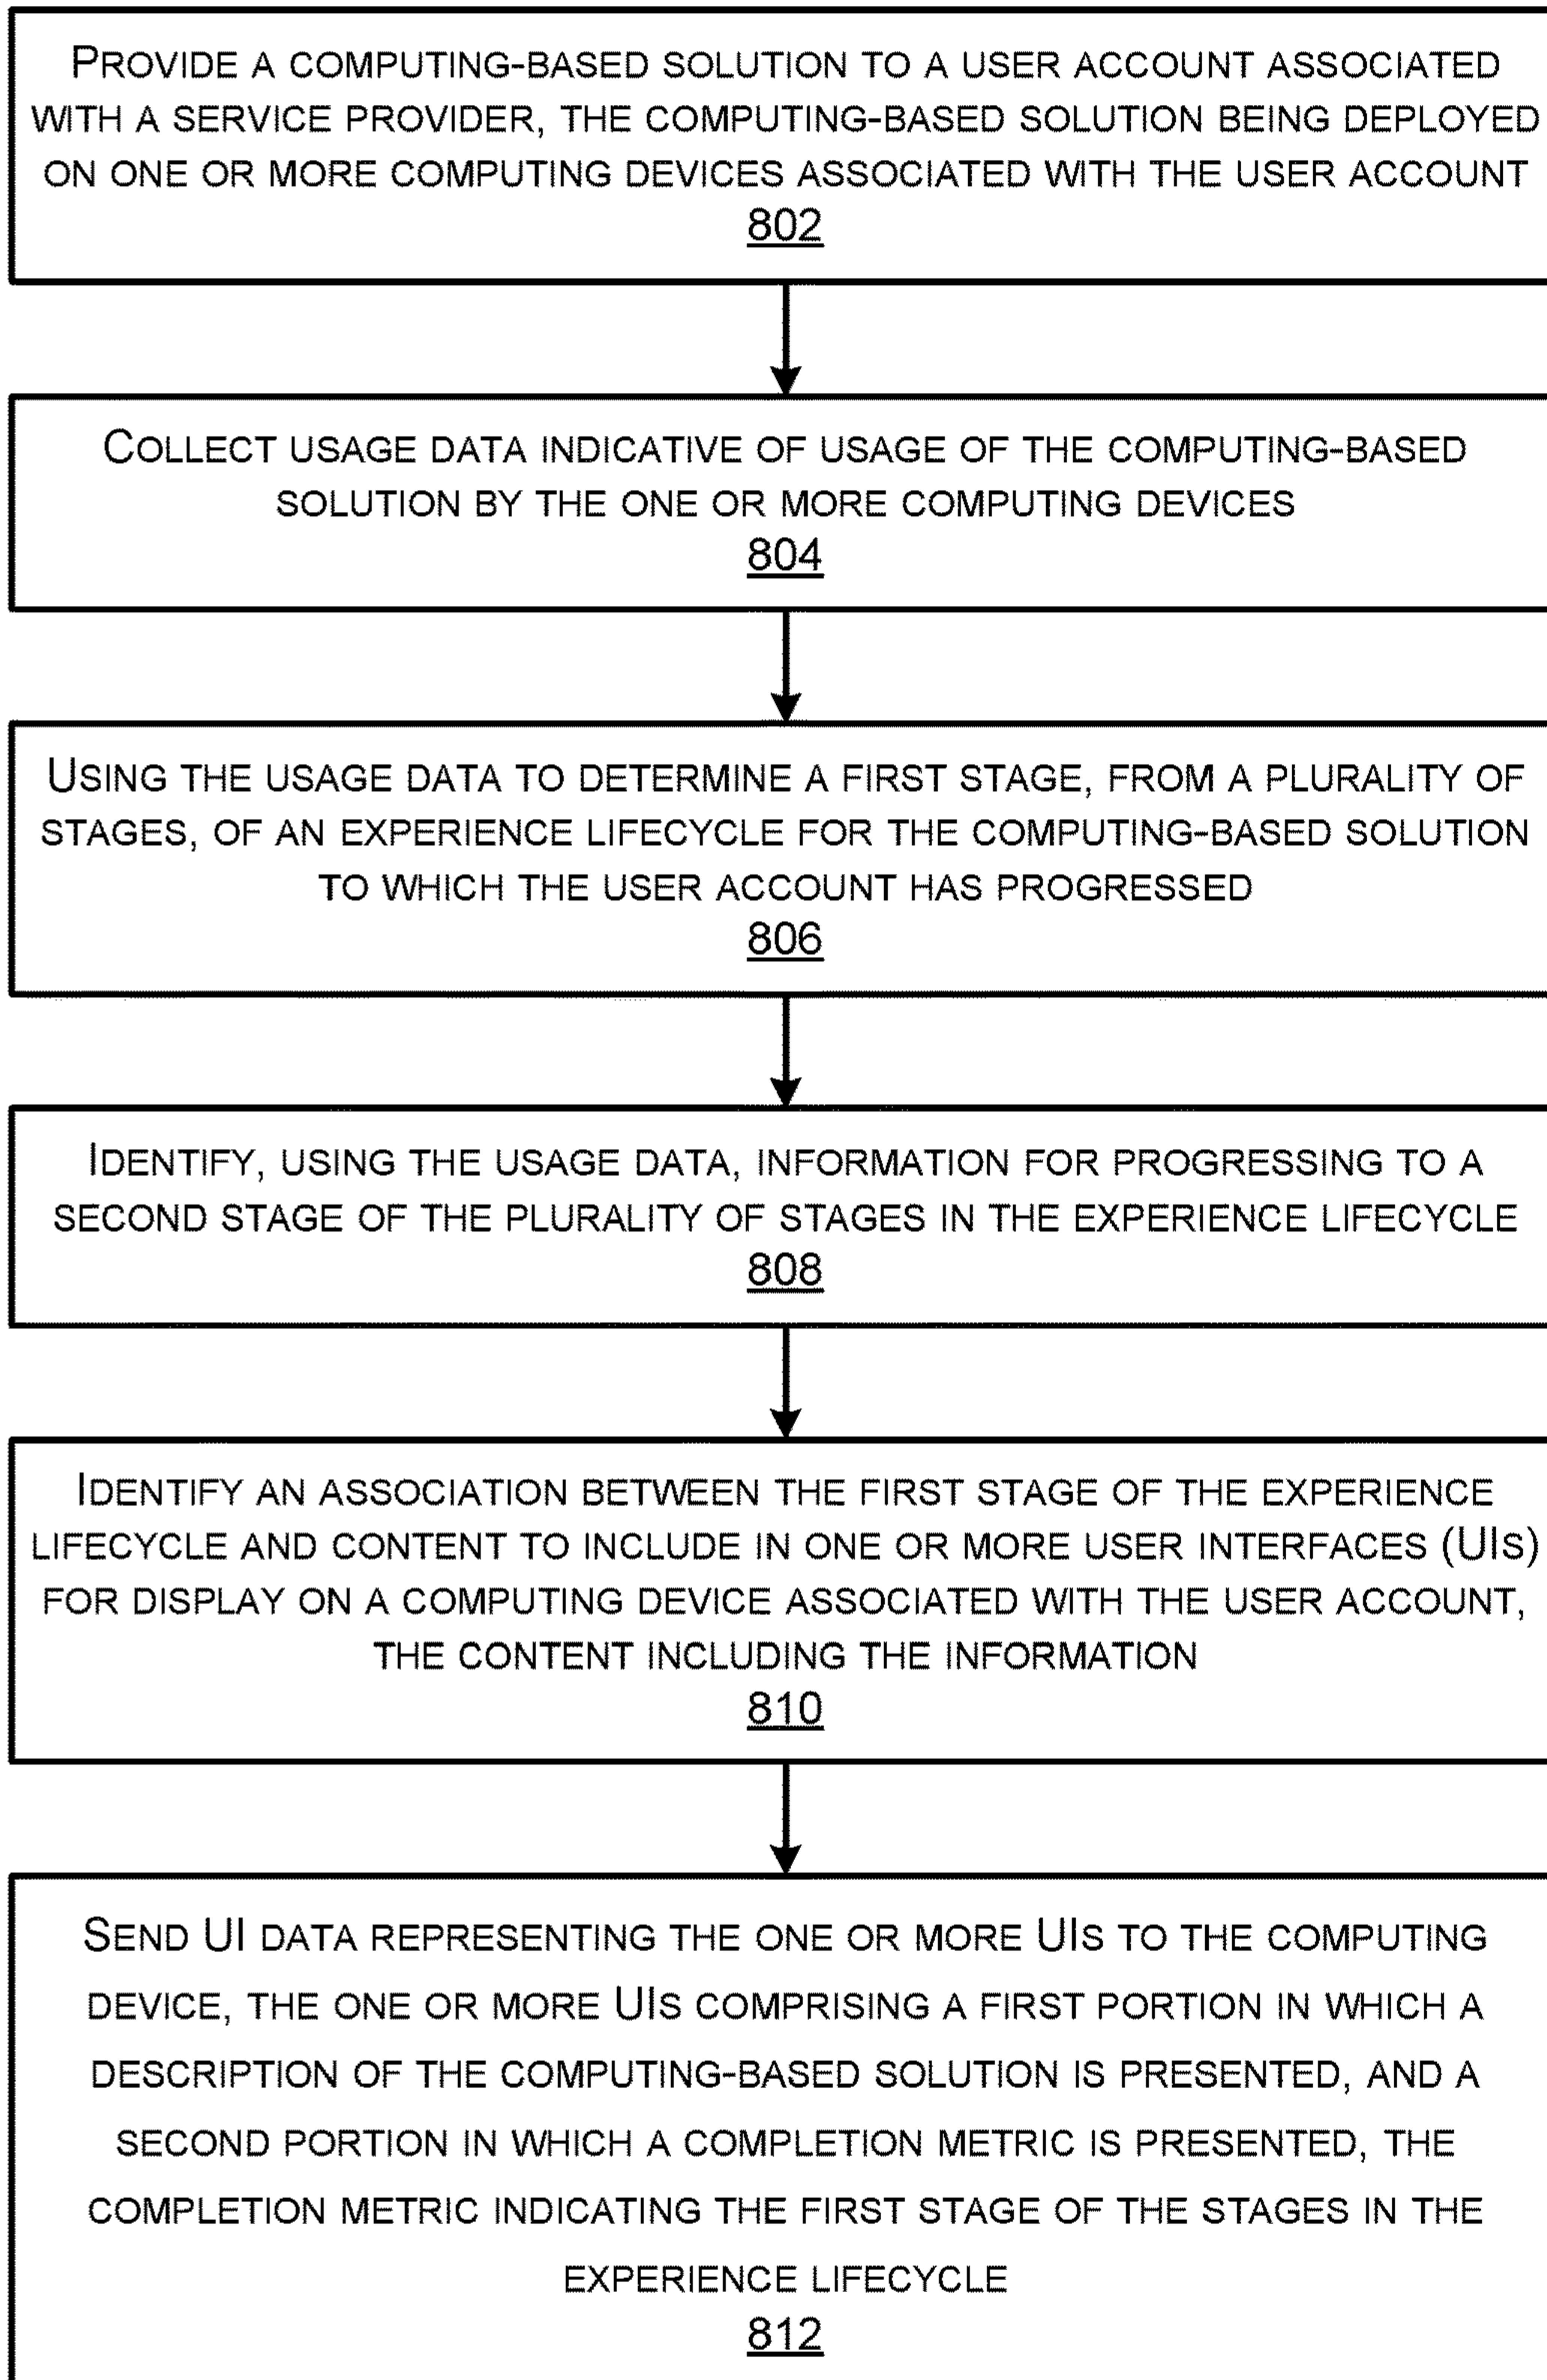 PROVIDE A COMPUTING-BASED SOLUTION TO A USER ACCOUNT ASSOCIATED
WITH A SERVICE PROVIDER, THE COMPUTING-BASED SOLUTION BEING DEPLOYED
ON ONE OR MORE COMPUTING DEVICES ASSOCIATED WITH THE USER ACCOUNT
802
COLLECT USAGE DATA INDICATIVE OF USAGE OF THE COMPUTING-BASED
SOLUTION BY THE ONE OR MORE COMPUTING DEVICES
804
USING THE USAGE DATA TO DETERMINE A FIRST STAGE, FROM A PLURALITY OF
STAGES, OF AN EXPERIENCE LIFECYCLE FOR THE COMPUTING-BASED SOLUTION
TO WHICH THE USER ACCOUNT HAS PROGRESSED
806
IDENTIFY, USING THE USAGE DATA, INFORMATION FOR PROGRESSING TO A
SECOND STAGE OF THE PLURALITY OF STAGES IN THE EXPERIENCE LIFECYCLE
808
IDENTIFY AN ASSOCIATION BETWEEN THE FIRST STAGE OF THE EXPERIENCE
LIFECYCLE AND CONTENT TO INCLUDE IN ONE OR MORE USER INTERFACES (UIS)
FOR DISPLAY ON A COMPUTING DEVICE ASSOCIATED WITH THE USER ACCOUNT,
THE CONTENT INCLUDING THE INFORMATION
810
SEND UI DATA REPRESENTING THE ONE OR MORE UIS TO THE COMPUTING
DEVICE, THE ONE OR MORE UIS COMPRISING A FIRST PORTION IN WHICH A
DESCRIPTION OF THE COMPUTING-BASED SOLUTION IS PRESENTED, AND A
SECOND PORTION IN WHICH A COMPLETION METRIC IS PRESENTED, THE
COMPLETION METRIC INDICATING THE FIRST STAGE OF THE STAGES IN THE
EXPERIENCE LIFECYCLE
812